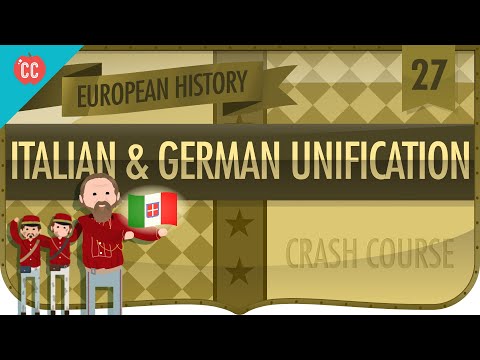 CC
EUROPEAN HISTORY
27
ITALIAN & GERMAN UNIFICATION
CRASH COURSE